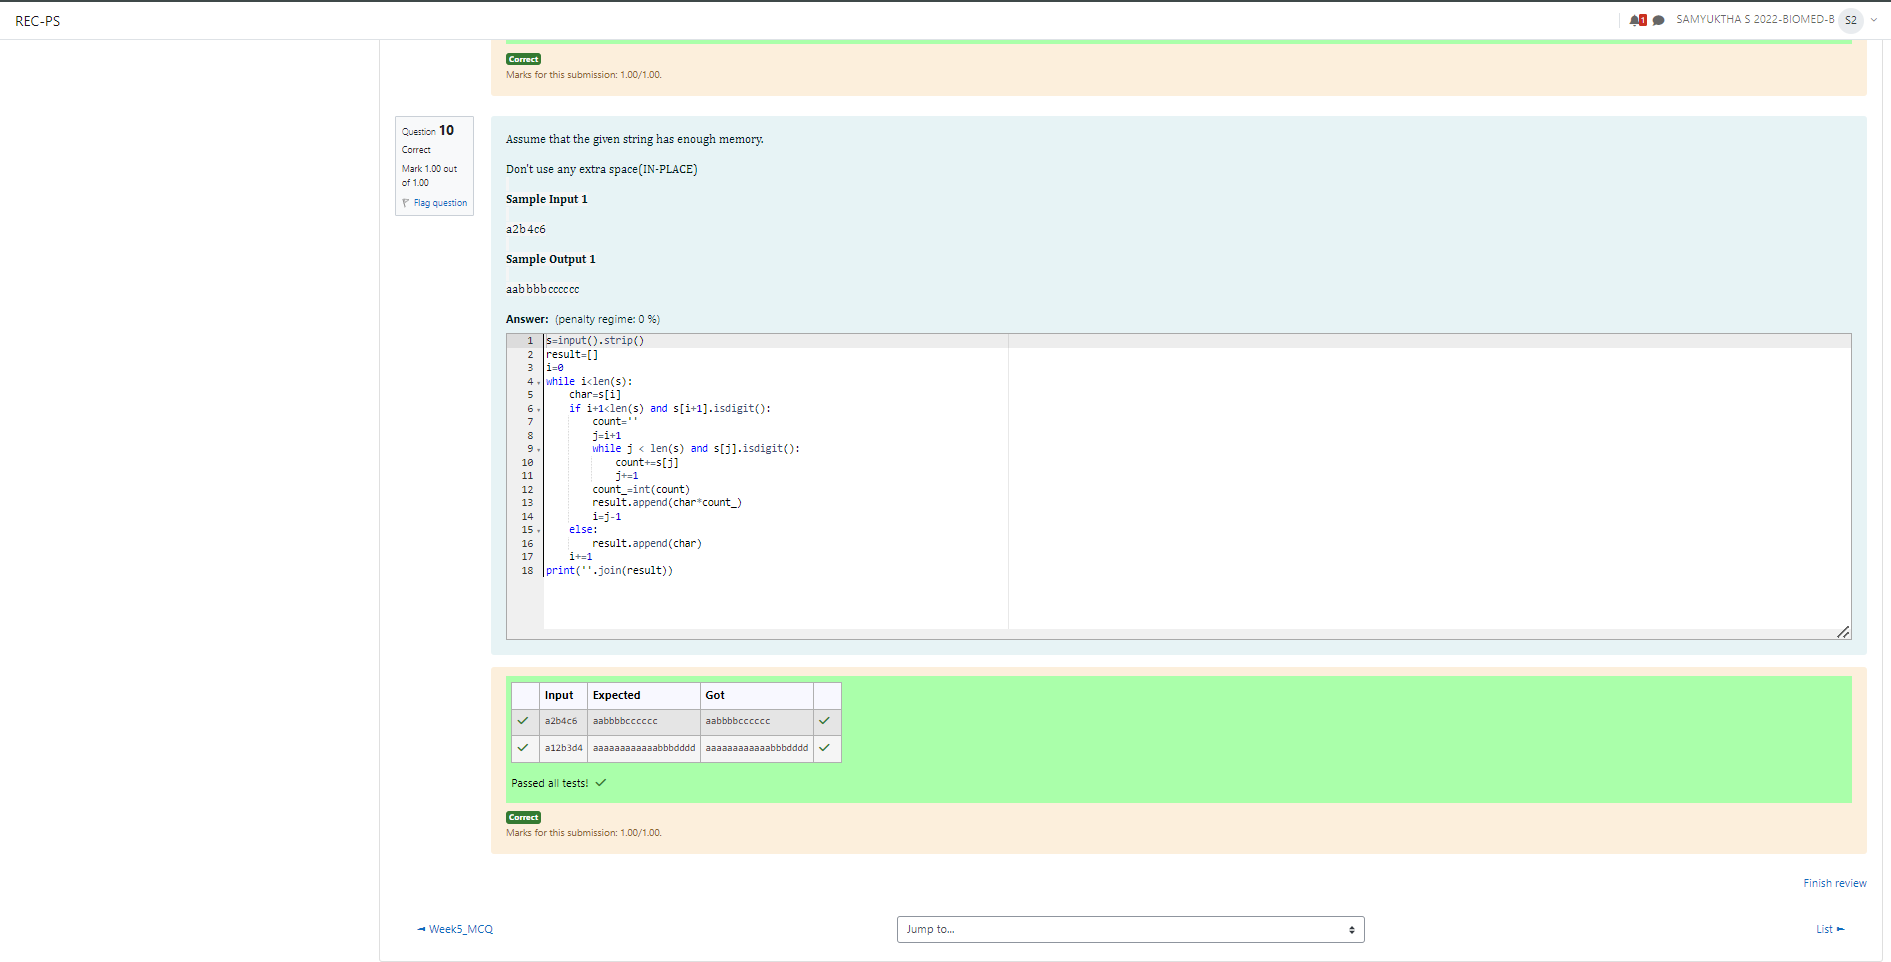 REC-PS
1 SAMYUKTHA S 2022-BIOMED-B S2
Correct
Marks for this submission: 1.00/1.00.
Question 10
Correct
Mark 1.00 out
of 1.00
Flag question
Assume that the given string has enough memory.
Don't use any extra space(IN-PLACE)
Sample Input 1
a2b4c6
Sample Output 1
aabbbbcccccc
Answer: (penalty regime: 0 %)
1 s=input().strip()
2 result=[]
3 i=0
4 while i<len(s):
5     char=s[i]
6     if i+1<len(s) and s[i+1].isdigit():
7         count=''
8         j=i+1
9         while j < len(s) and s[j].isdigit():
10             count+=s[j]
11             j+=1
12         count_=int(count)
13         result.append(char*count_)
14         i=j-1
15     else:
16         result.append(char)
17     i+=1
18 print(''.join(result))
Input Expected Got
a2b4c6 aabbbbcccccc aabbbbcccccc
a12b3d4 aaaaaaaaaaaabbbdddd aaaaaaaaaaaabbbdddd
Passed all tests!
Correct
Marks for this submission: 1.00/1.00.
Finish review
◄ Week5_MCQ
Jump to...
List ►